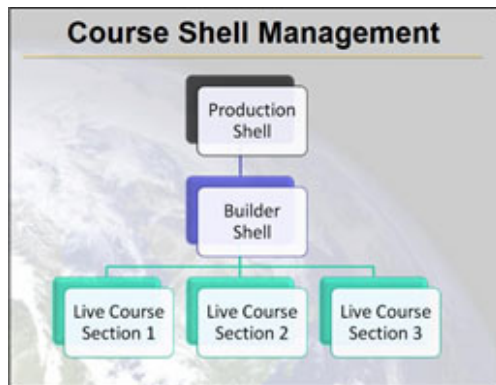 Course Shell Management
Production
Shell
Builder
Shell
Live Course
Section 1
Live Course
Section 2
Live Course
Section 3